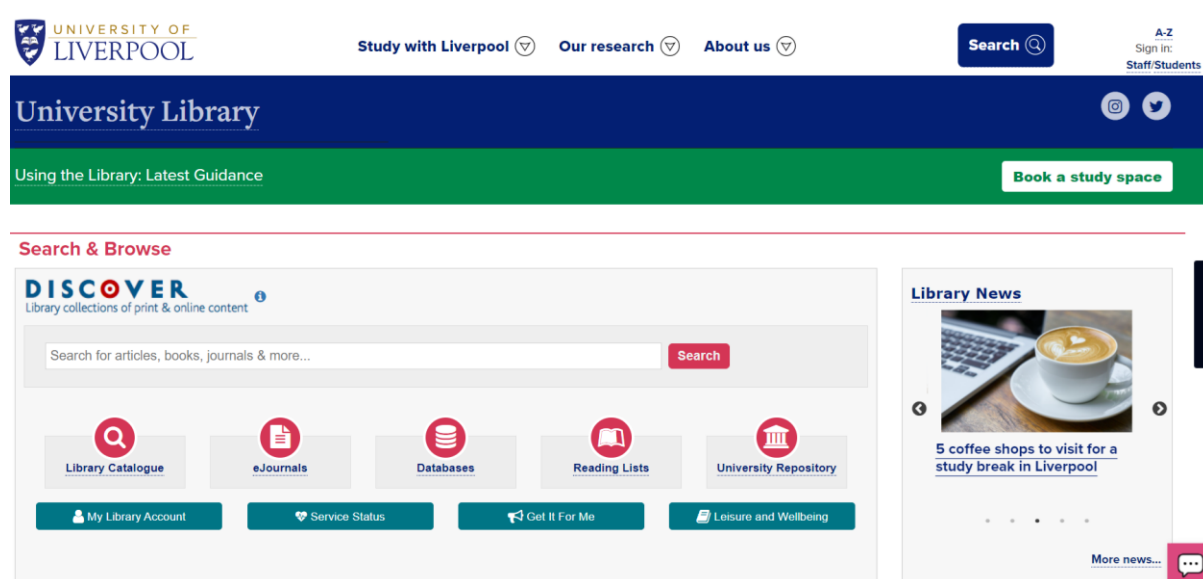 UNIVERSITY OF
LIVERPOOL
Study with Liverpool
Our research
About us
Search
A-Z
Sign in:
Staff/Students
University Library
Using the Library: Latest Guidance
Book a study space
Search & Browse
DISCOVER
Library collections of print & online content
Search for articles, books, journals & more...
Search
Library Catalogue
eJournals
Databases
Reading Lists
University Repository
My Library Account
Service Status
Get It For Me
Leisure and Wellbeing
Library News
5 coffee shops to visit for a
study break in Liverpool
More news...